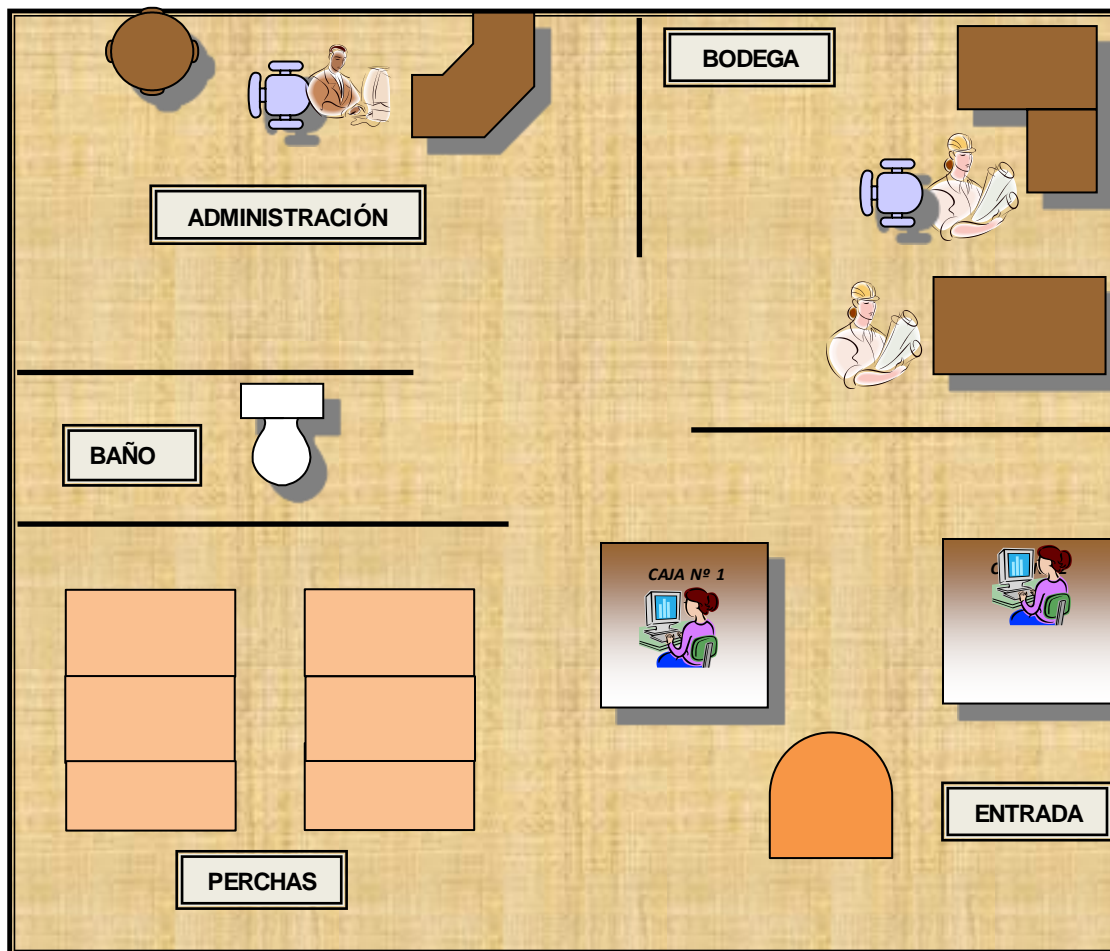 BODEGA
ADMINISTRACIÓN
BAÑO
CAJA Nº 1
ENTRADA
PERCHAS